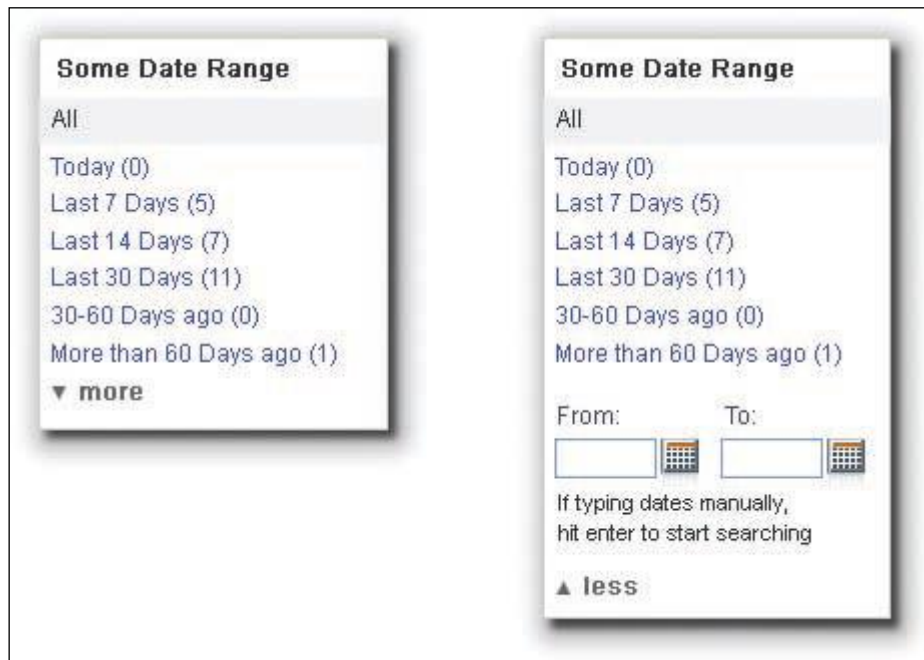 Some Date Range
All
Today (0)
Last 7 Days (5)
Last 14 Days (7)
Last 30 Days (11)
30-60 Days ago (0)
More than 60 Days ago (1)
▼ more
Some Date Range
All
Today (0)
Last 7 Days (5)
Last 14 Days (7)
Last 30 Days (11)
30-60 Days ago (0)
More than 60 Days ago (1)
From: To:
If typing dates manually,
hit enter to start searching
▲ less